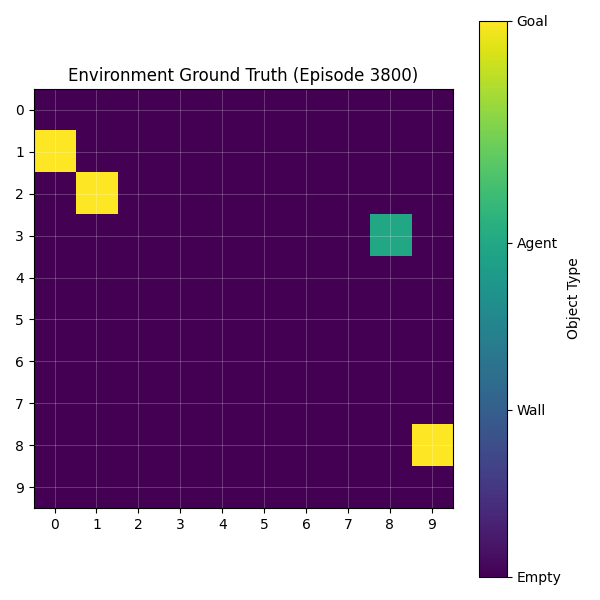 Environment Ground Truth (Episode 3800)
Goal
Agent
Wall
Empty
Object Type
0
1
2
3
4
5
6
7
8
9
0 1 2 3 4 5 6 7 8 9